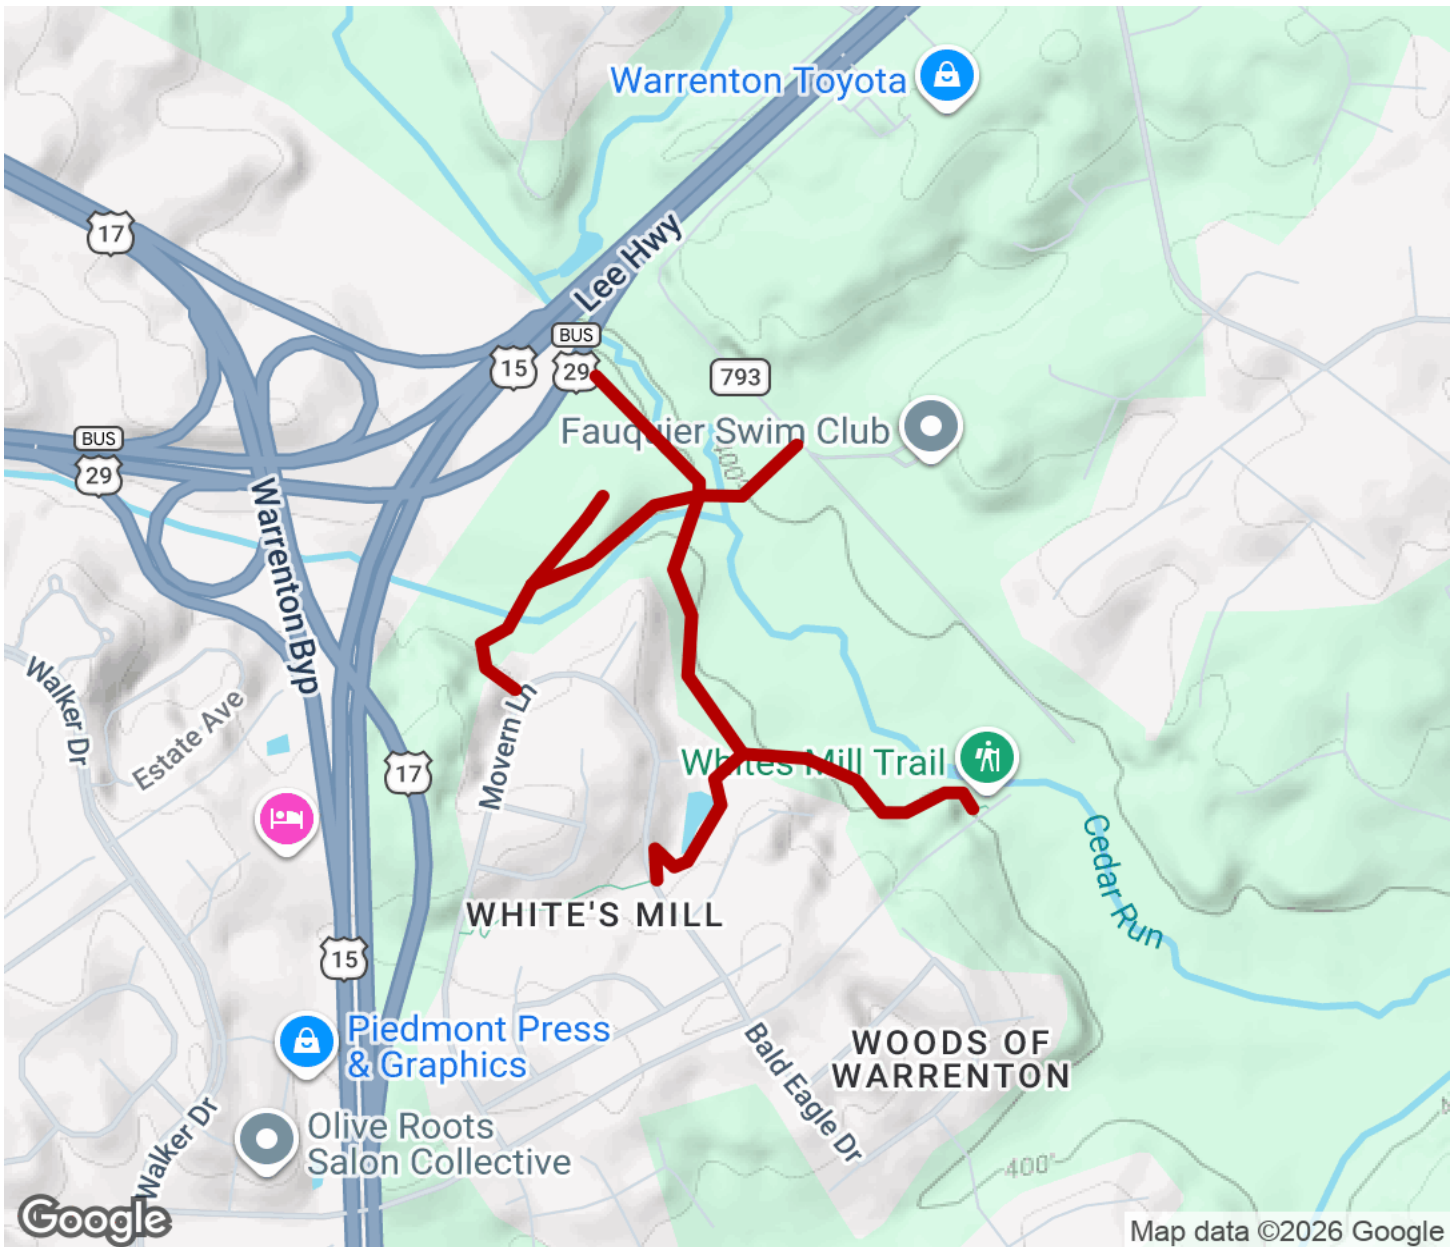 Warrenton Toyota
17
Lee Hwy
BUS
15
29
793
Fauquier Swim Club
BUS
29
400
Warrenton Byp
Walker Dr
Estate Ave
Movern Ln
17
Whites Mill Trail
Cedar Run
WHITE'S MILL
15
Piedmont Press
& Graphics
Bald Eagle Dr
WOODS OF
WARRENTON
Olive Roots
Salon Collective
Walker Dr
400'
Google
Map data ©2026 Google